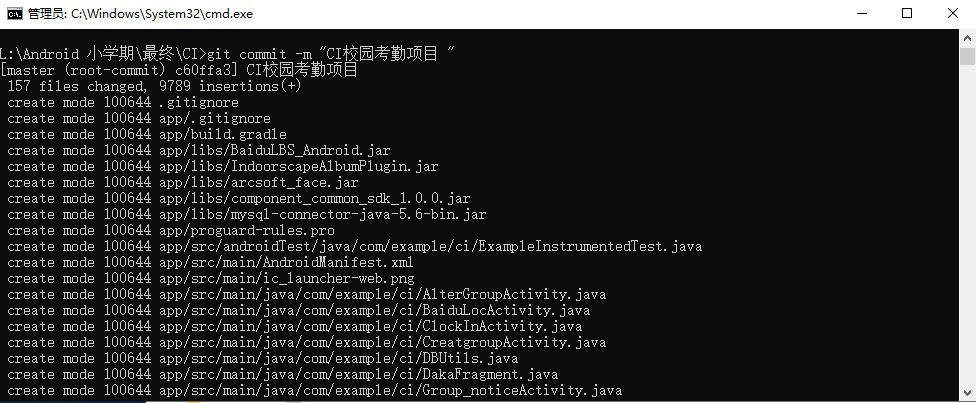 管理员: C:\Windows\System32\cmd.exe
L:\Android 小学期\最终\CI>git commit -m "CI校园考勤项目 "
[master (root-commit) c60ffa3] CI校园考勤项目
157 files changed, 9789 insertions(+)
create mode 100644 .gitignore
create mode 100644 app/.gitignore
create mode 100644 app/build.gradle
create mode 100644 app/libs/BaiduLBS_Android.jar
create mode 100644 app/libs/IndoorscapeAlbumPlugin.jar
create mode 100644 app/libs/arcsoft_face.jar
create mode 100644 app/libs/component_common_sdk_1.0.0.jar
create mode 100644 app/libs/mysql-connector-java-5.6-bin.jar
create mode 100644 app/proguard-rules.pro
create mode 100644 app/src/androidTest/java/com/example/ci/ExampleInstrumentedTest.java
create mode 100644 app/src/main/AndroidManifest.xml
create mode 100644 app/src/main/ic_launcher-web.png
create mode 100644 app/src/main/java/com/example/ci/AlterGroupActivity.java
create mode 100644 app/src/main/java/com/example/ci/BaiduLocActivity.java
create mode 100644 app/src/main/java/com/example/ci/ClockInActivity.java
create mode 100644 app/src/main/java/com/example/ci/CreatgroupActivity.java
create mode 100644 app/src/main/java/com/example/ci/DBUtils.java
create mode 100644 app/src/main/java/com/example/ci/DakaFragment.java
create mode 100644 app/src/main/java/com/example/ci/Group_noticeActivity.java